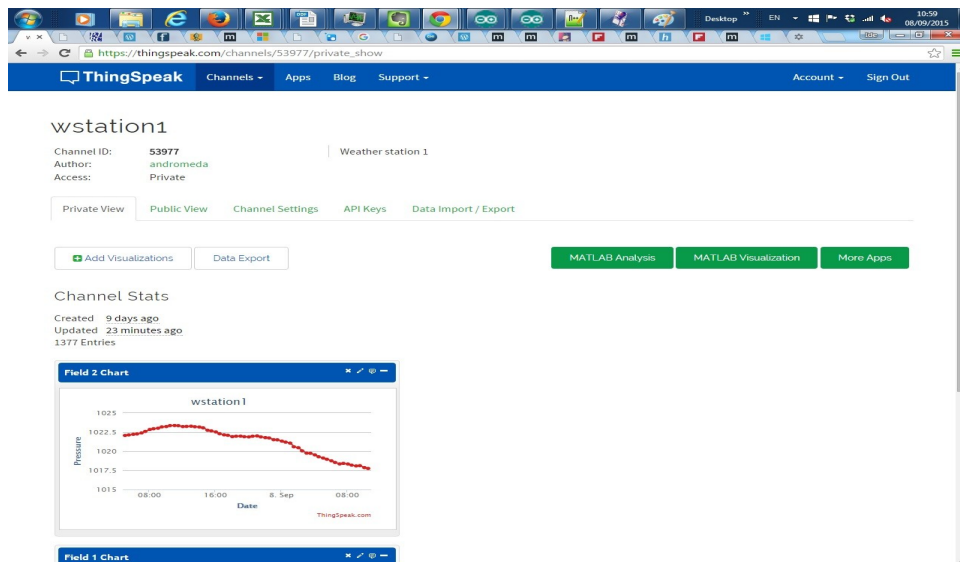 Desktop » EN 10:59
08/09/2015
https://thingspeak.com/channels/53977/private_show
ThingSpeak Channels Apps Blog Support Account Sign Out
wstation1
Channel ID: 53977 Weather station 1
Author: andromeda
Access: Private
Private View Public View Channel Settings API Keys Data Import / Export
Add Visualizations Data Export MATLAB Analysis MATLAB Visualization More Apps
Channel Stats
Created 9 days ago
Updated 23 minutes ago
1377 Entries
Field 2 Chart
wstation1
1025
1022.5
1020
1017.5
1015
Pressure
08:00 16:00 8. Sep 08:00
Date
ThingSpeak.com
Field 1 Chart